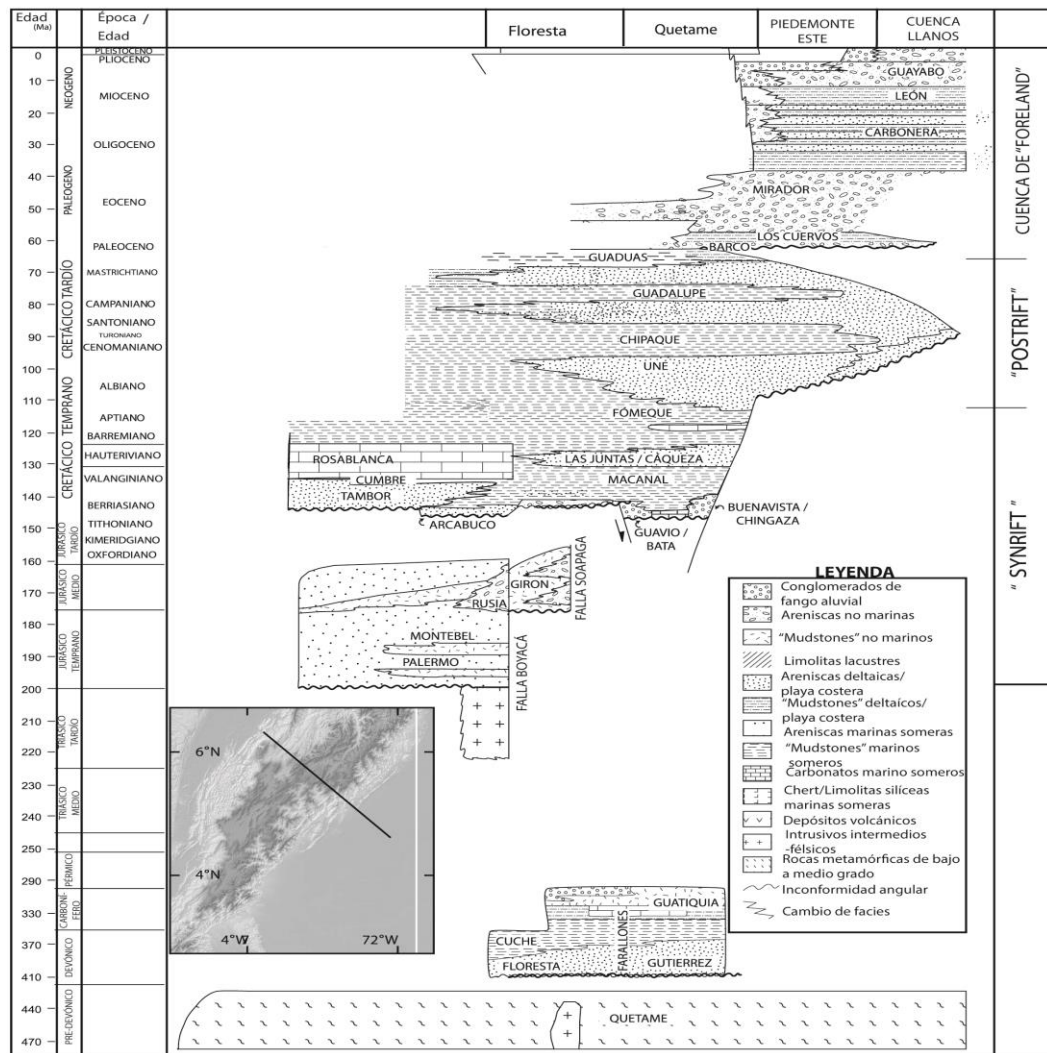 Edad
(Ma)
Época /
Edad
Floresta
Quetame
PIEDEMONTE
ESTE
CUENCA
LLANOS
0
10
20
30
40
50
60
70
80
90
100
110
120
130
140
150
160
170
180
190
200
210
220
230
240
250
290
330
370
410
440
470
NEOGENO
PALEOGENO
CRETÁCICO TARDÍO
CRETÁCICO TEMPRANO
JURÁSICO
TARDÍO
JURÁSICO
MEDIO
JURÁSICO
TEMPRANO
TRIÁSICO
TARDÍO
TRIÁSICO
MEDIO
PÉRMICO
CARBONÍ-
FERO
DEVÓNICO
PRE-DEVÓNICO
PLEISTOCENO
PLIOCENO
MIOCENO
OLIGOCENO
EOCENO
PALEOCENO
MASTRICHTIANO
CAMPANIANO
SANTONIANO
TURONIANO
CENOMANIANO
ALBIANO
APTIANO
BARREMIANO
HAUTERIVIANO
VALANGINIANO
BERRIASIANO
TITHONIANO
KIMERIDGIANO
OXFORDIANO
GUAYABO
LEÓN
CARBONERA
MIRADOR
LOS CUERVOS
BARCO
GUADUAS
GUADALUPE
CHIPAQUE
UNE
FÓMEQUE
ROSABLANCA
LAS JUNTAS / CÁQUEZA
CUMBRE
MACANAL
TAMBOR
ARCABUCO
BUENAVISTA /
CHINGAZA
GUAVIO /
BATA
GIRON
RUSIA
FALLA SOAPAGA
MONTEBEL
PALERMO
FALLA BOYACÁ
GUATIQUIA
CUCHE
FARALLONES
FLORESTA
GUTIERREZ
QUETAME
CUENCA DE "FORELAND"
"POSTRIFT"
" SYNRIFT"
6°N
4°N
4°W
72°W
LEYENDA
Conglomerados de
fango aluvial
Areniscas no marinas
"Mudstones" no marinos
Limolitas lacustres
Areniscas deltaicas/
playa costera
"Mudstones" deltaícos/
playa costera
Areniscas marinas someras
"Mudstones" marinos
someros
Carbonatos marino someros
Chert/Limolitas silíceas
marinas someras
Depósitos volcánicos
Intrusivos intermedios
-félsicos
Rocas metamórficas de bajo
a medio grado
Inconformidad angular
Cambio de facies